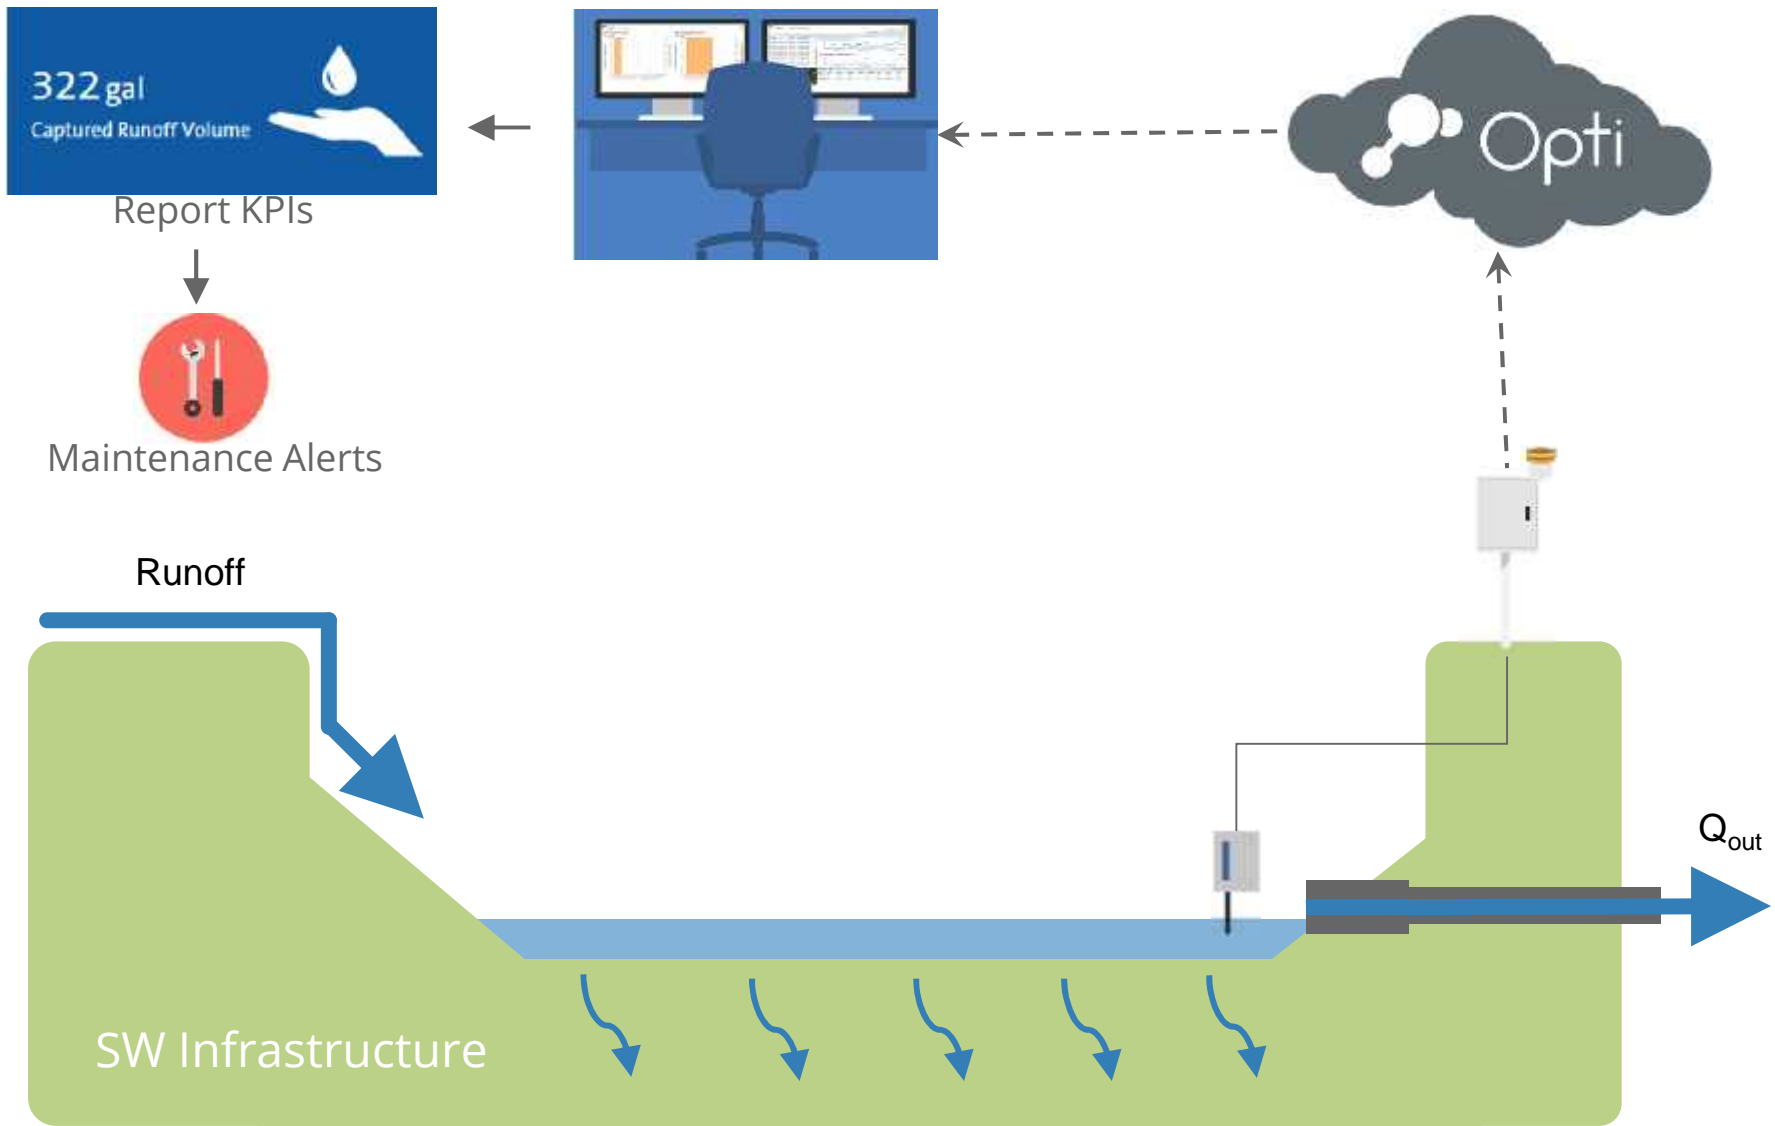 322 gal
Captured Runoff Volume
Report KPIs
Opti
Maintenance Alerts
Runoff
Qout
SW Infrastructure